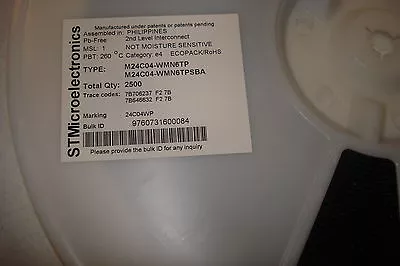 STMicroelectronics
Manufactured under patents or patents pending
Assembled in: PHILIPPINES
Pb-Free 2nd Level Interconnect
MSL: 1 NOT MOISTURE SENSITIVE
PBT: 260 °C Category: e4 ECOPACK/RoHS
TYPE: M24C04-WMN6TP
M24C04-WMN6TPSBA
Total Qty: 2500
Trace codes: 7B706237 F2 7B
7B646632 F2 7B
Marking 24C04WP
Bulk ID 9760731600084
Please provide the bulk ID for any inquiry